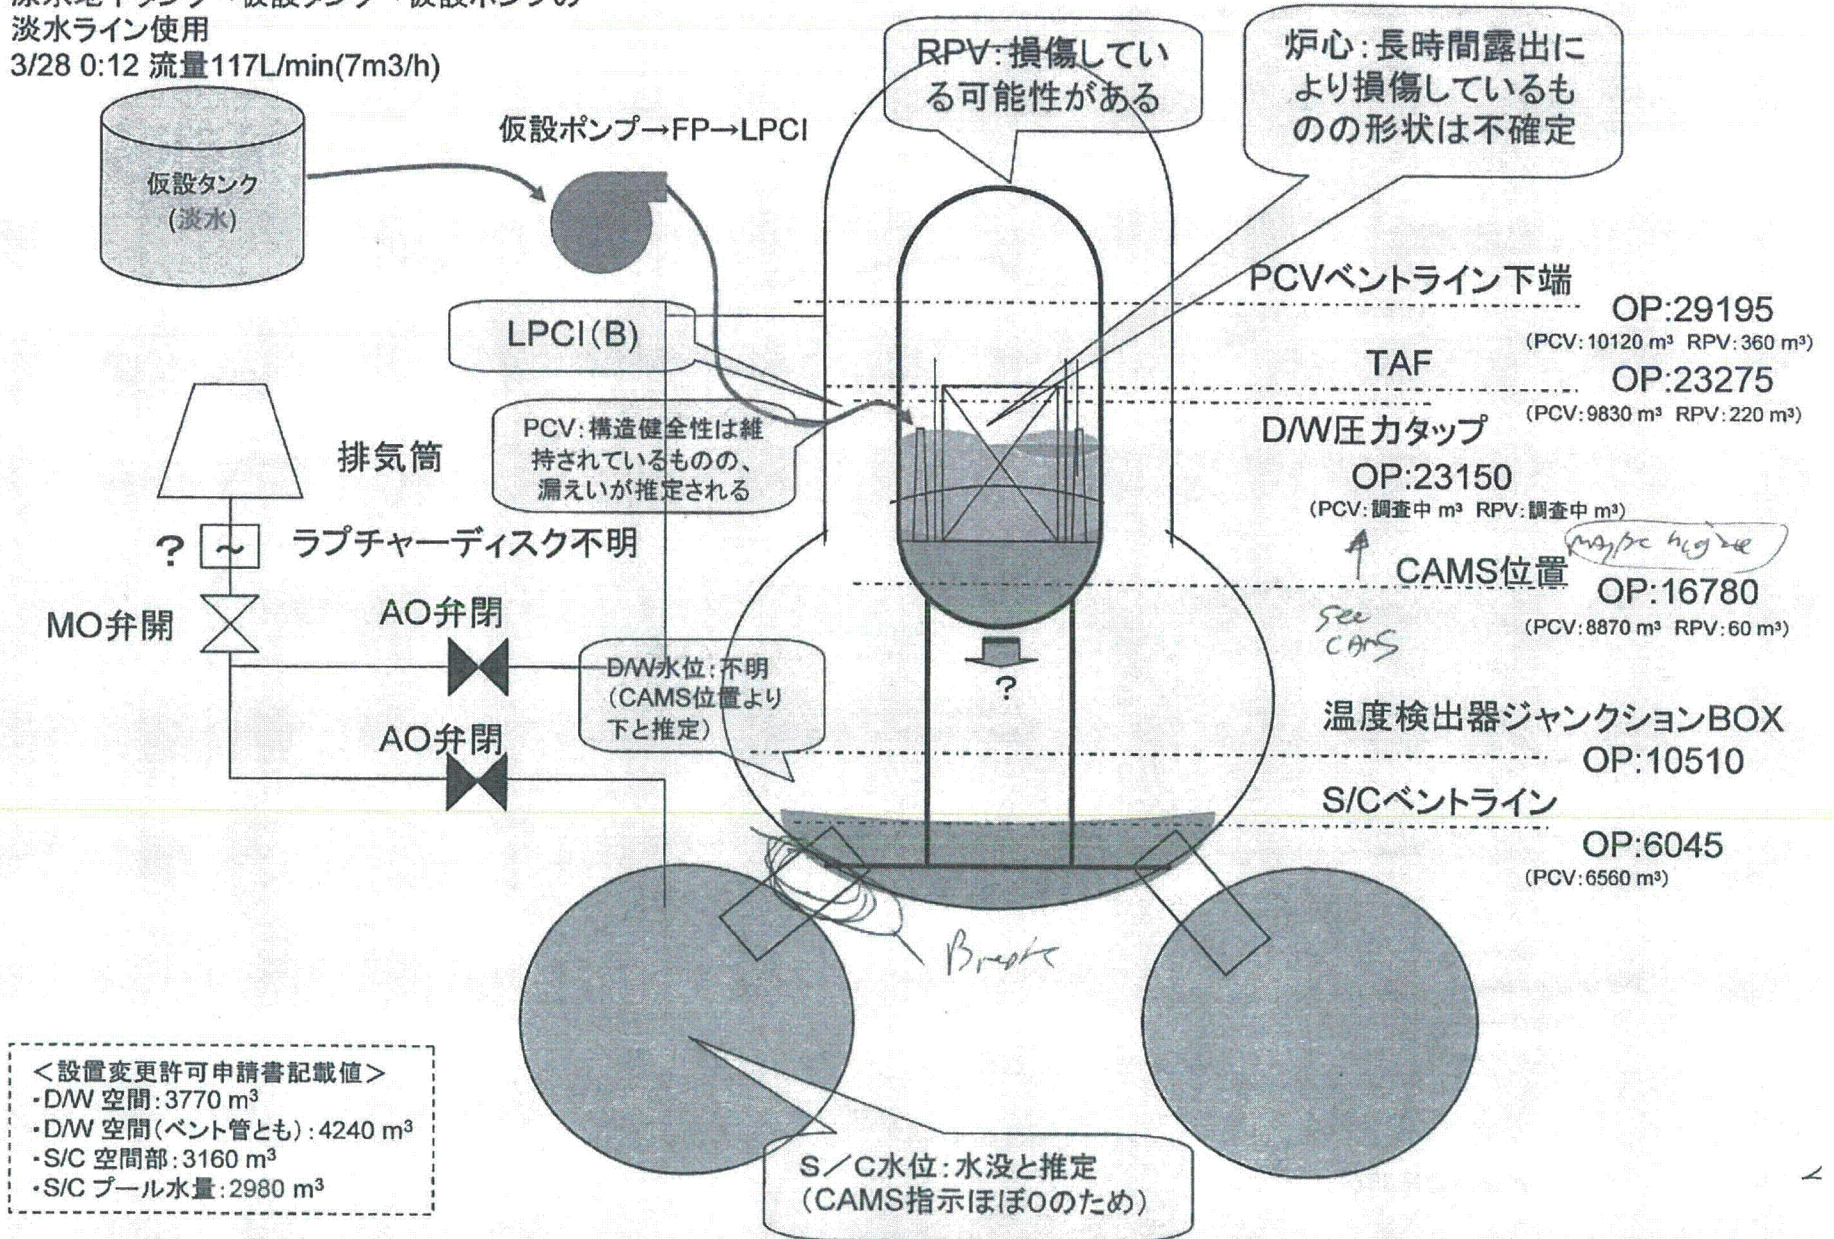 淡水ライン使用
3/28 0:12 流量117L/min(7m3/h)
仮設タンク
(淡水)
仮設ポンプ→FP→LPCI
RPV:損傷してい
る可能性がある
炉心:長時間露出に
より損傷しているも
のの形状は不確定
LPCI(B)
PCV:構造健全性は維
持されているものの、
漏えいが推定される
PCVベントライン下端
OP:29195
(PCV:10120 m³ RPV:360 m³)
TAF
OP:23275
(PCV:9830 m³ RPV:220 m³)
D/W圧力タップ
OP:23150
(PCV:調査中 m³ RPV:調査中 m³)
CAMS位置
OP:16780
(PCV:8870 m³ RPV:60 m³)
see
CAMS
排気筒
?
~
ラプチャーディスク不明
MO弁開
AO弁閉
AO弁閉
D/W水位:不明
(CAMS位置より
下と推定)
?
温度検出器ジャンクションBOX
OP:10510
S/Cベントライン
OP:6045
(PCV:6560 m³)
<設置変更許可申請書記載値>
・D/W 空間:3770 m³
・D/W 空間(ベント管とも):4240 m³
・S/C 空間部:3160 m³
・S/C プール水量:2980 m³
S/C水位:水没と推定
(CAMS指示ほぼ0のため)